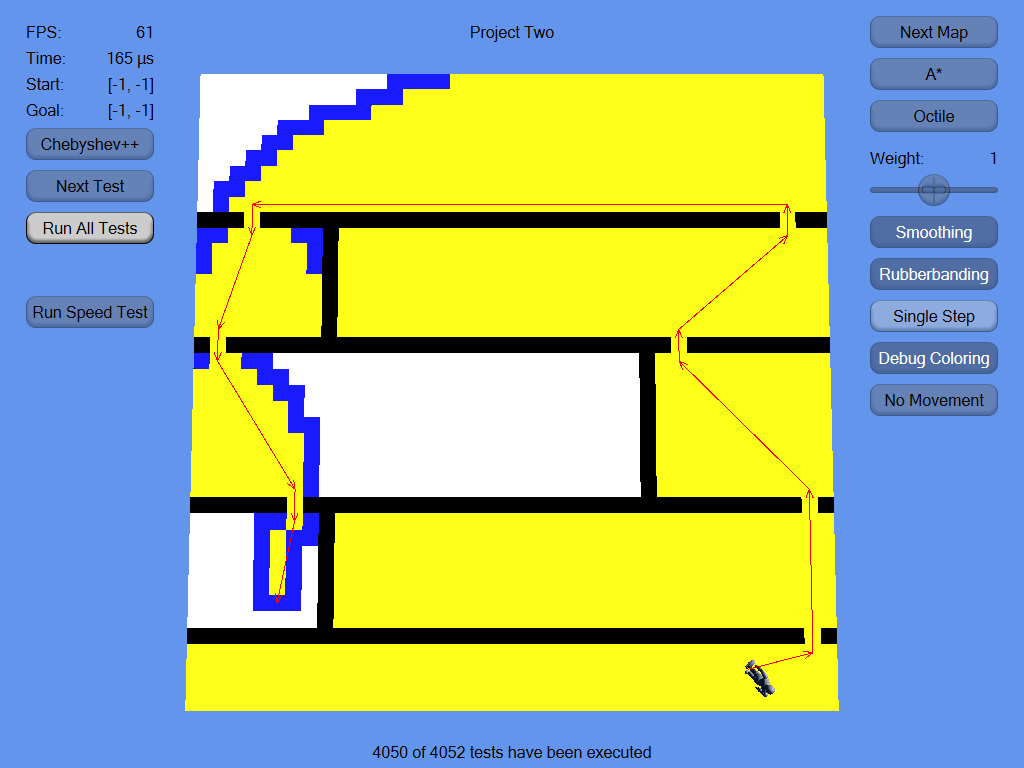 FPS: 61
Time: 165 µs
Start: [-1, -1]
Goal: [-1, -1]
Chebyshev++
Next Test
Run All Tests
Run Speed Test
Project Two
Next Map
A*
Octile
Weight: 1
Smoothing
Rubberbanding
Single Step
Debug Coloring
No Movement
4050 of 4052 tests have been executed